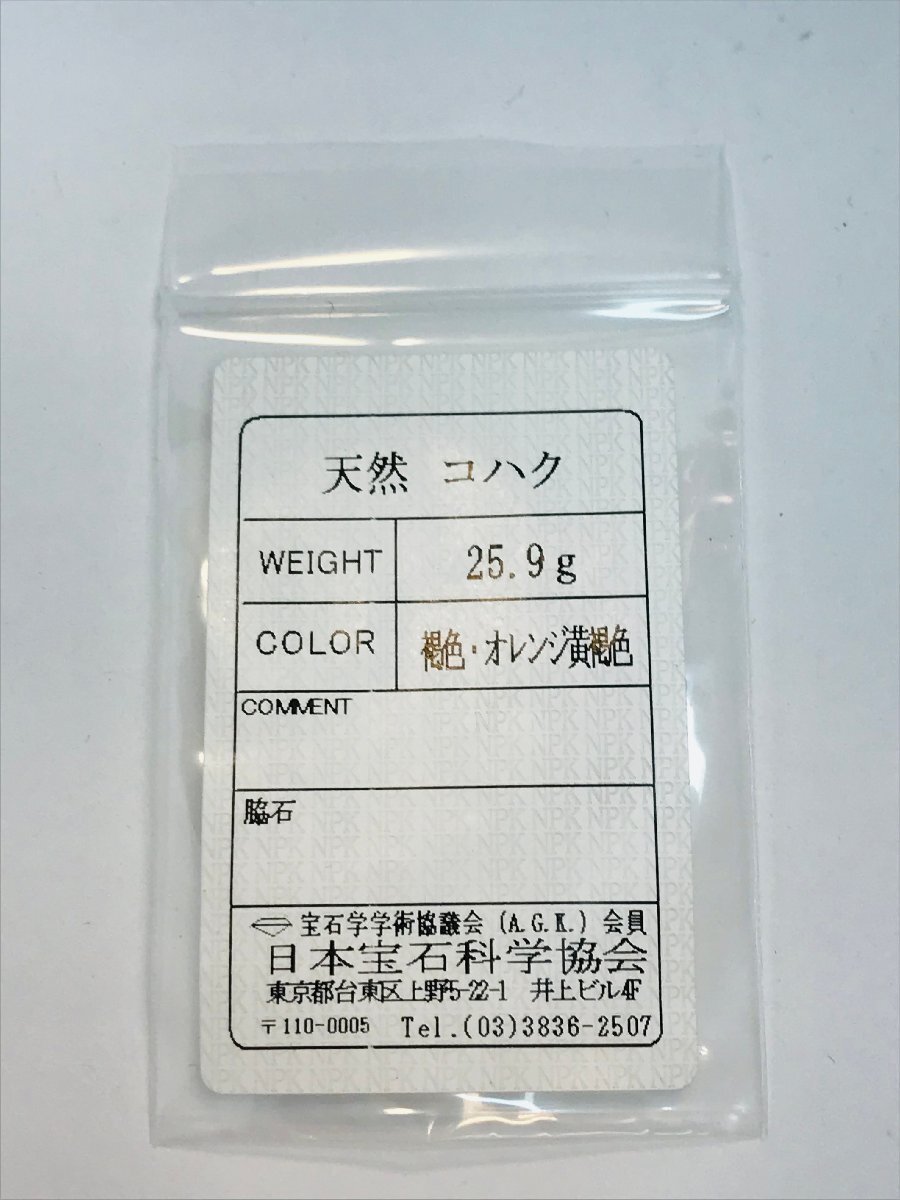 天然 コハク
WEIGHT 25.9g
COLOR 褐色・オレンジ黄褐色
COMMENT
脇石
宝石学学術協議会 (A.G.K.) 会員
日本宝石科学協会
東京都台東区上野5-22-1 井上ビル4F
〒110-0005 Tel.(03)3836-2507